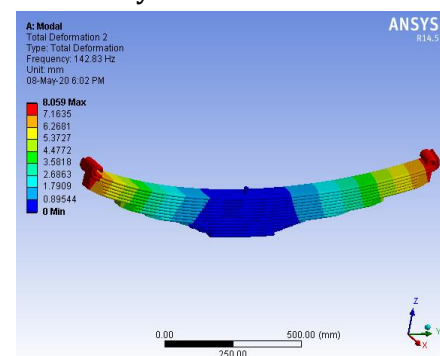 A: Modal
Total Deformation 2
Type: Total Deformation
Frequency: 142.83 Hz
Unit: mm
08-May-20 6:02 PM
8.059 Max
7.1635
6.2681
5.3727
4.4772
3.5818
2.6863
1.7909
0.89544
0 Min
ANSYS
R14.5
0.00
500.00 (mm)
250.00
Z
Y
X